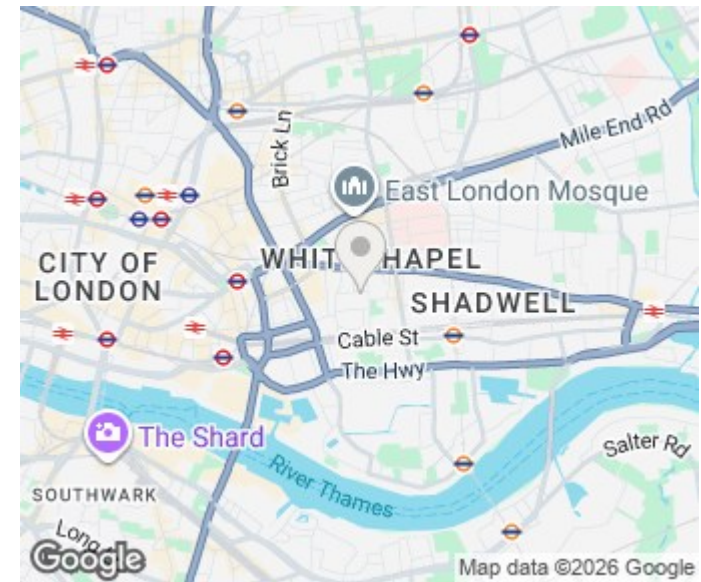 Brick Ln
Mile End Rd
East London Mosque
CITY OF
LONDON
WHIT HAPEL
SHADWELL
Cable St
The Hwy
The Shard
River Thames
Salter Rd
SOUTHWARK
Long
Google
Map data ©2026 Google